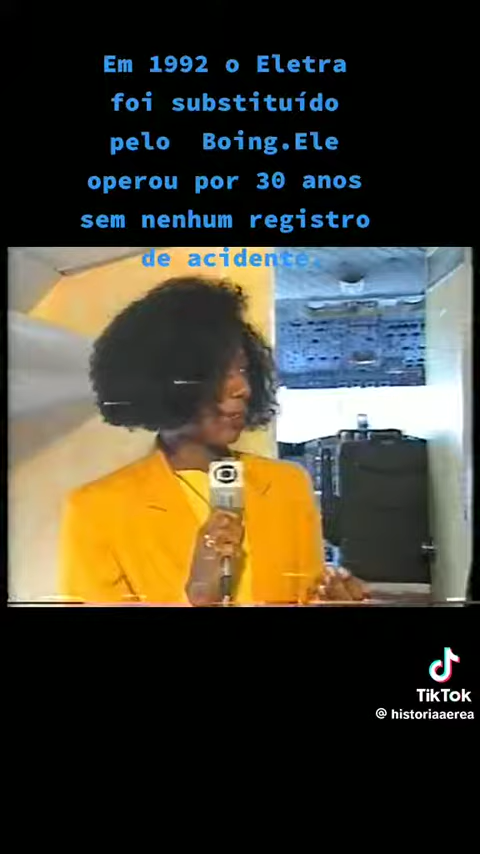 Em 1992 o Eletra
foi substituído
pelo  Boing.Ele
operou por 30 anos
sem nenhum registro
de acidente.
TikTok
@ historiaaerea